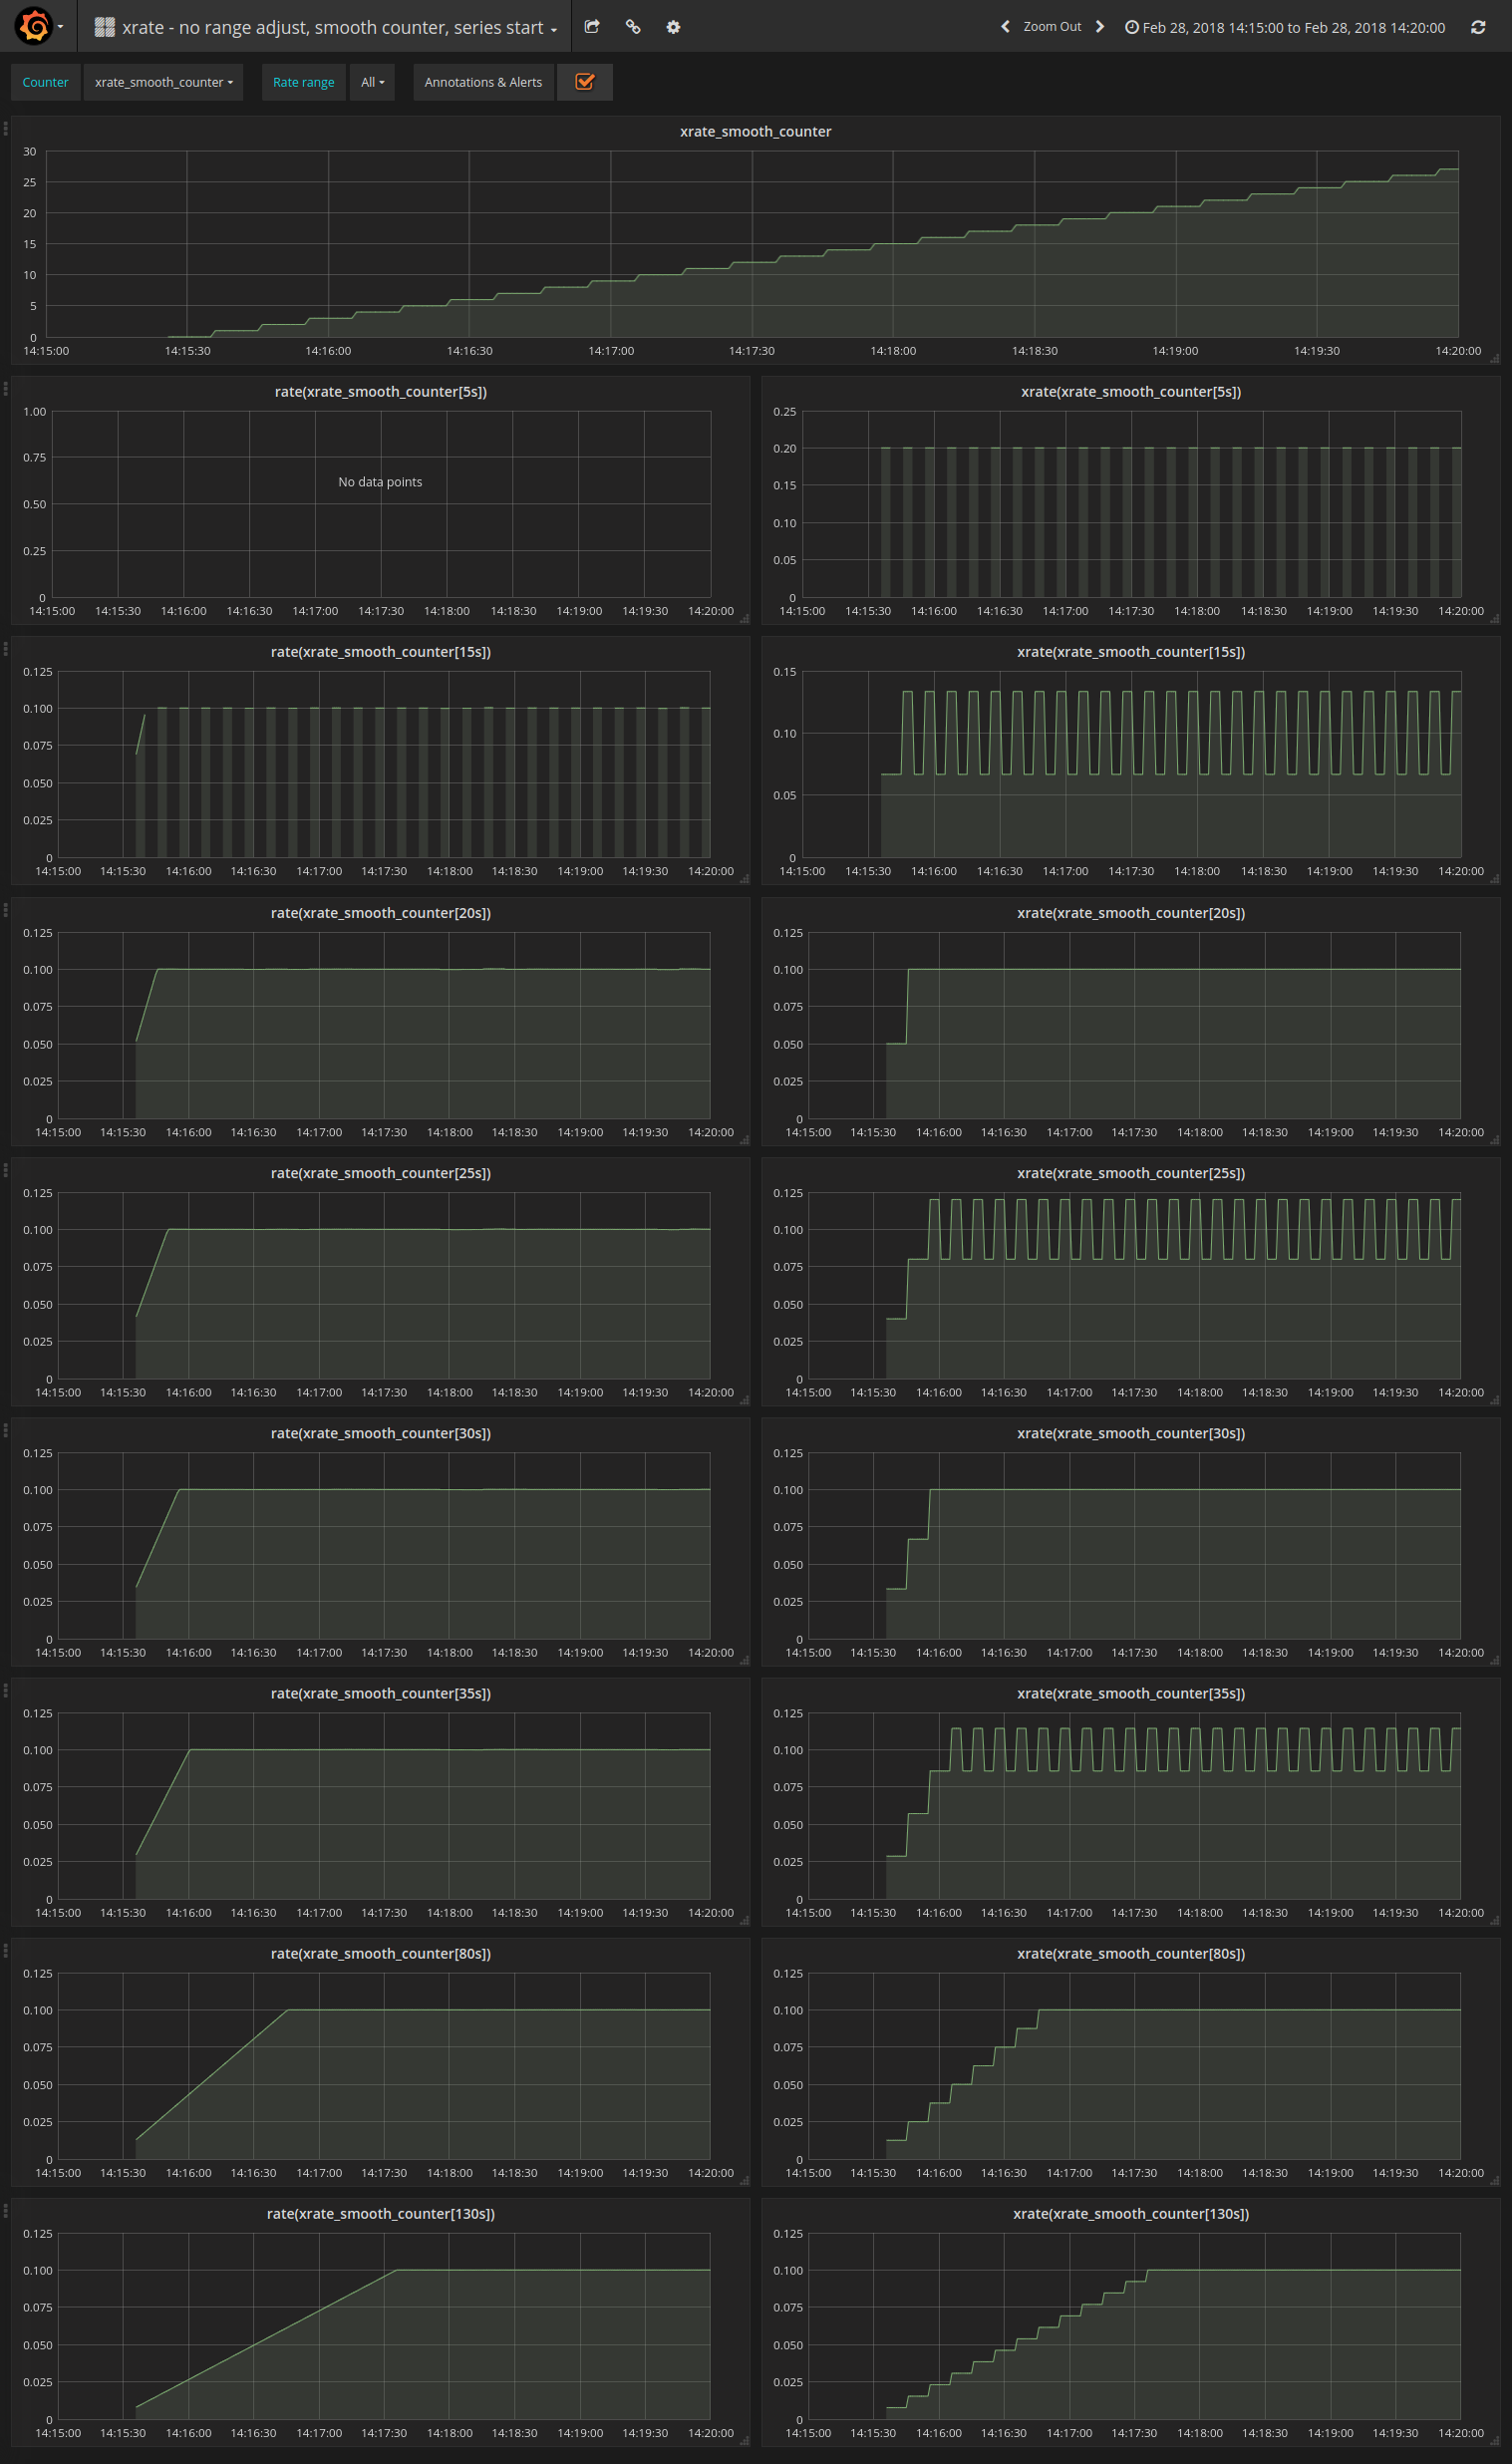 xrate - no range adjust, smooth counter, series start
Zoom Out
Feb 28, 2018 14:15:00 to Feb 28, 2018 14:20:00
Counter xrate_smooth_counter Rate range All Annotations & Alerts
xrate_smooth_counter
30
25
20
15
10
5
0
14:15:00 14:15:30 14:16:00 14:16:30 14:17:00 14:17:30 14:18:00 14:18:30 14:19:00 14:19:30 14:20:00
rate(xrate_smooth_counter[5s])
1.00
0.75
No data points
0.50
0.25
0
14:15:00 14:15:30 14:16:00 14:16:30 14:17:00 14:17:30 14:18:00 14:18:30 14:19:00 14:19:30 14:20:00
xrate(xrate_smooth_counter[5s])
0.25
0.20
0.15
0.10
0.05
0
14:15:00 14:15:30 14:16:00 14:16:30 14:17:00 14:17:30 14:18:00 14:18:30 14:19:00 14:19:30 14:20:00
rate(xrate_smooth_counter[15s])
0.125
0.100
0.075
0.050
0.025
0
14:15:00 14:15:30 14:16:00 14:16:30 14:17:00 14:17:30 14:18:00 14:18:30 14:19:00 14:19:30 14:20:00
xrate(xrate_smooth_counter[15s])
0.15
0.10
0.05
0
14:15:00 14:15:30 14:16:00 14:16:30 14:17:00 14:17:30 14:18:00 14:18:30 14:19:00 14:19:30 14:20:00
rate(xrate_smooth_counter[20s])
0.125
0.100
0.075
0.050
0.025
0
14:15:00 14:15:30 14:16:00 14:16:30 14:17:00 14:17:30 14:18:00 14:18:30 14:19:00 14:19:30 14:20:00
xrate(xrate_smooth_counter[20s])
0.125
0.100
0.075
0.050
0.025
0
14:15:00 14:15:30 14:16:00 14:16:30 14:17:00 14:17:30 14:18:00 14:18:30 14:19:00 14:19:30 14:20:00
rate(xrate_smooth_counter[25s])
0.125
0.100
0.075
0.050
0.025
0
14:15:00 14:15:30 14:16:00 14:16:30 14:17:00 14:17:30 14:18:00 14:18:30 14:19:00 14:19:30 14:20:00
xrate(xrate_smooth_counter[25s])
0.125
0.100
0.075
0.050
0.025
0
14:15:00 14:15:30 14:16:00 14:16:30 14:17:00 14:17:30 14:18:00 14:18:30 14:19:00 14:19:30 14:20:00
rate(xrate_smooth_counter[30s])
0.125
0.100
0.075
0.050
0.025
0
14:15:00 14:15:30 14:16:00 14:16:30 14:17:00 14:17:30 14:18:00 14:18:30 14:19:00 14:19:30 14:20:00
xrate(xrate_smooth_counter[30s])
0.125
0.100
0.075
0.050
0.025
0
14:15:00 14:15:30 14:16:00 14:16:30 14:17:00 14:17:30 14:18:00 14:18:30 14:19:00 14:19:30 14:20:00
rate(xrate_smooth_counter[35s])
0.125
0.100
0.075
0.050
0.025
0
14:15:00 14:15:30 14:16:00 14:16:30 14:17:00 14:17:30 14:18:00 14:18:30 14:19:00 14:19:30 14:20:00
xrate(xrate_smooth_counter[35s])
0.125
0.100
0.075
0.050
0.025
0
14:15:00 14:15:30 14:16:00 14:16:30 14:17:00 14:17:30 14:18:00 14:18:30 14:19:00 14:19:30 14:20:00
rate(xrate_smooth_counter[80s])
0.125
0.100
0.075
0.050
0.025
0
14:15:00 14:15:30 14:16:00 14:16:30 14:17:00 14:17:30 14:18:00 14:18:30 14:19:00 14:19:30 14:20:00
xrate(xrate_smooth_counter[80s])
0.125
0.100
0.075
0.050
0.025
0
14:15:00 14:15:30 14:16:00 14:16:30 14:17:00 14:17:30 14:18:00 14:18:30 14:19:00 14:19:30 14:20:00
rate(xrate_smooth_counter[130s])
0.125
0.100
0.075
0.050
0.025
0
14:15:00 14:15:30 14:16:00 14:16:30 14:17:00 14:17:30 14:18:00 14:18:30 14:19:00 14:19:30 14:20:00
xrate(xrate_smooth_counter[130s])
0.125
0.100
0.075
0.050
0.025
0
14:15:00 14:15:30 14:16:00 14:16:30 14:17:00 14:17:30 14:18:00 14:18:30 14:19:00 14:19:30 14:20:00